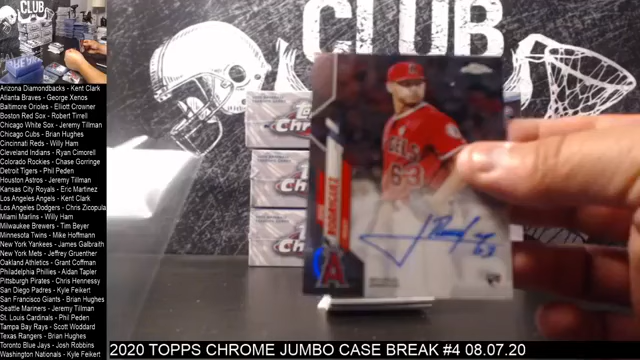 CLUB
CLUB
Arizona Diamondbacks - Kent Clark
Atlanta Braves - George Xenos
Baltimore Orioles - Elliott Crowner
Boston Red Sox - Robert Tirrell
Chicago White Sox - Jeremy Tillman
Chicago Cubs - Brian Hughes
Cincinnati Reds - Willy Ham
Cleveland Indians - Ryan Cimorell
Colorado Rockies - Chase Gorringe
Detroit Tigers - Phil Peden
Houston Astros - Jeremy Tillman
Kansas City Royals - Eric Martinez
Los Angeles Angels - Kent Clark
Los Angeles Dodgers - Chris Zicopula
Miami Marlins - Willy Ham
Milwaukee Brewers - Tim Beyer
Minnesota Twins - Mike Hoffmann
New York Yankees - James Galbraith
New York Mets - Jeffrey Gruenther
Oakland Athletics - Grant Coffman
Philadelphia Phillies - Aidan Tapler
Pittsburgh Pirates - Chris Hennessy
San Diego Padres - Kyle Feikert
San Francisco Giants - Brian Hughes
Seattle Mariners - Jeremy Tillman
St. Louis Cardinals - Phil Peden
Tampa Bay Rays - Scott Woddard
Texas Rangers - Brian Hughes
Toronto Blue Jays - Josh Robbins
Washington Nationals - Kyle Feikert
63
RODRIGUEZ
A
63
2020 TOPPS CHROME JUMBO CASE BREAK #4 08.07.20